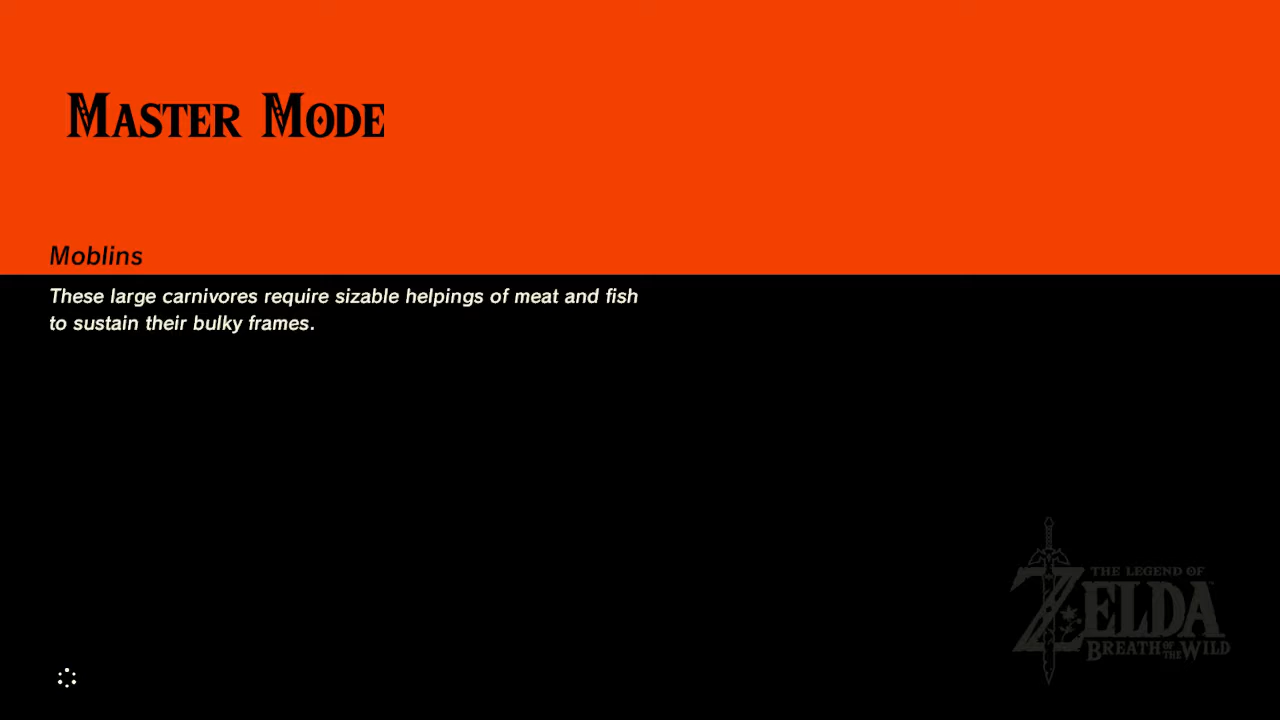 Master Mode
Moblins
These large carnivores require sizable helpings of meat and fish
to sustain their bulky frames.
THE LEGEND OF
ZELDA
BREATH OF THE WILD